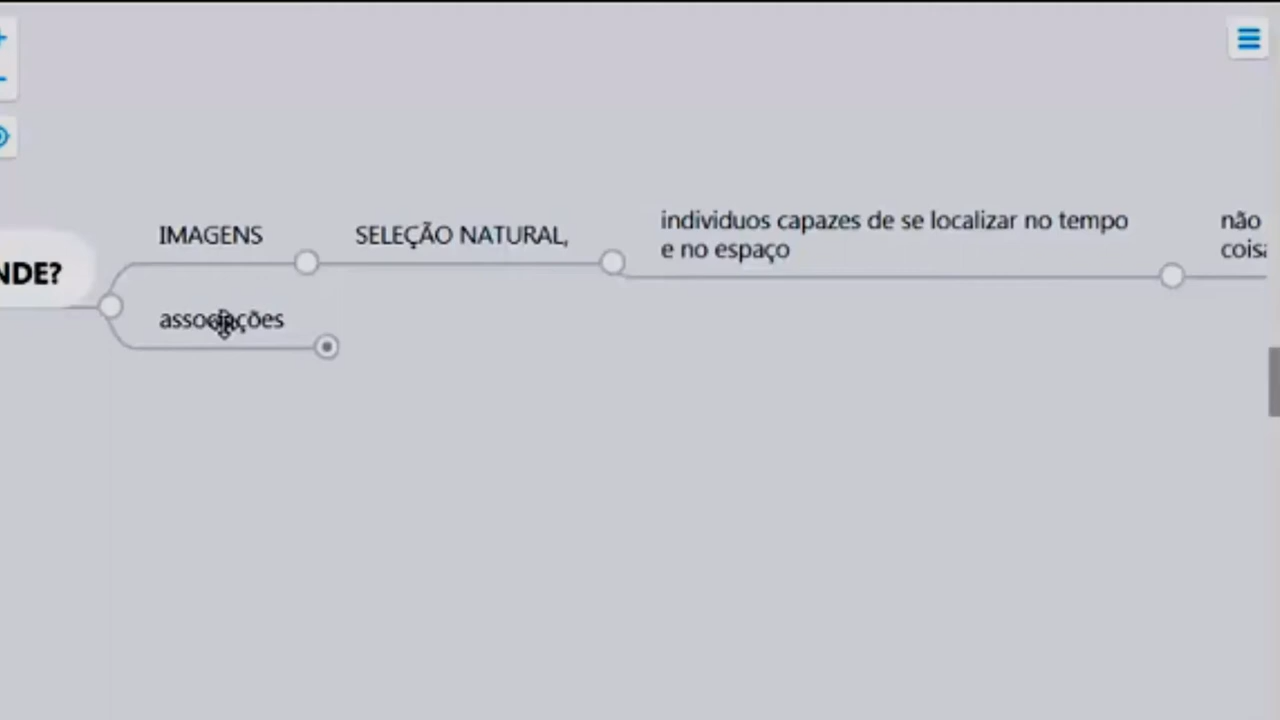 IMAGENS
SELEÇÃO NATURAL,
individuos capazes de se localizar no tempo
e no espaço
não
NDE?
associações